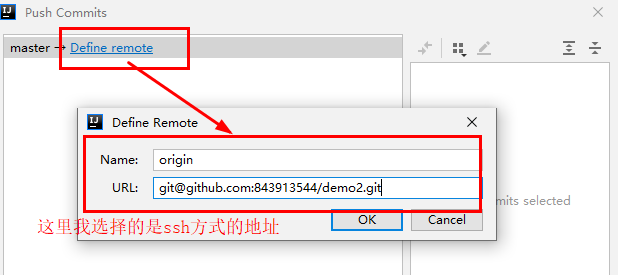 Push Commits
master → Define remote
Define Remote
Name: origin
URL: git@github.com:843913544/demo2.git
mits selected
这里我选择的是ssh方式的地址
OK Cancel